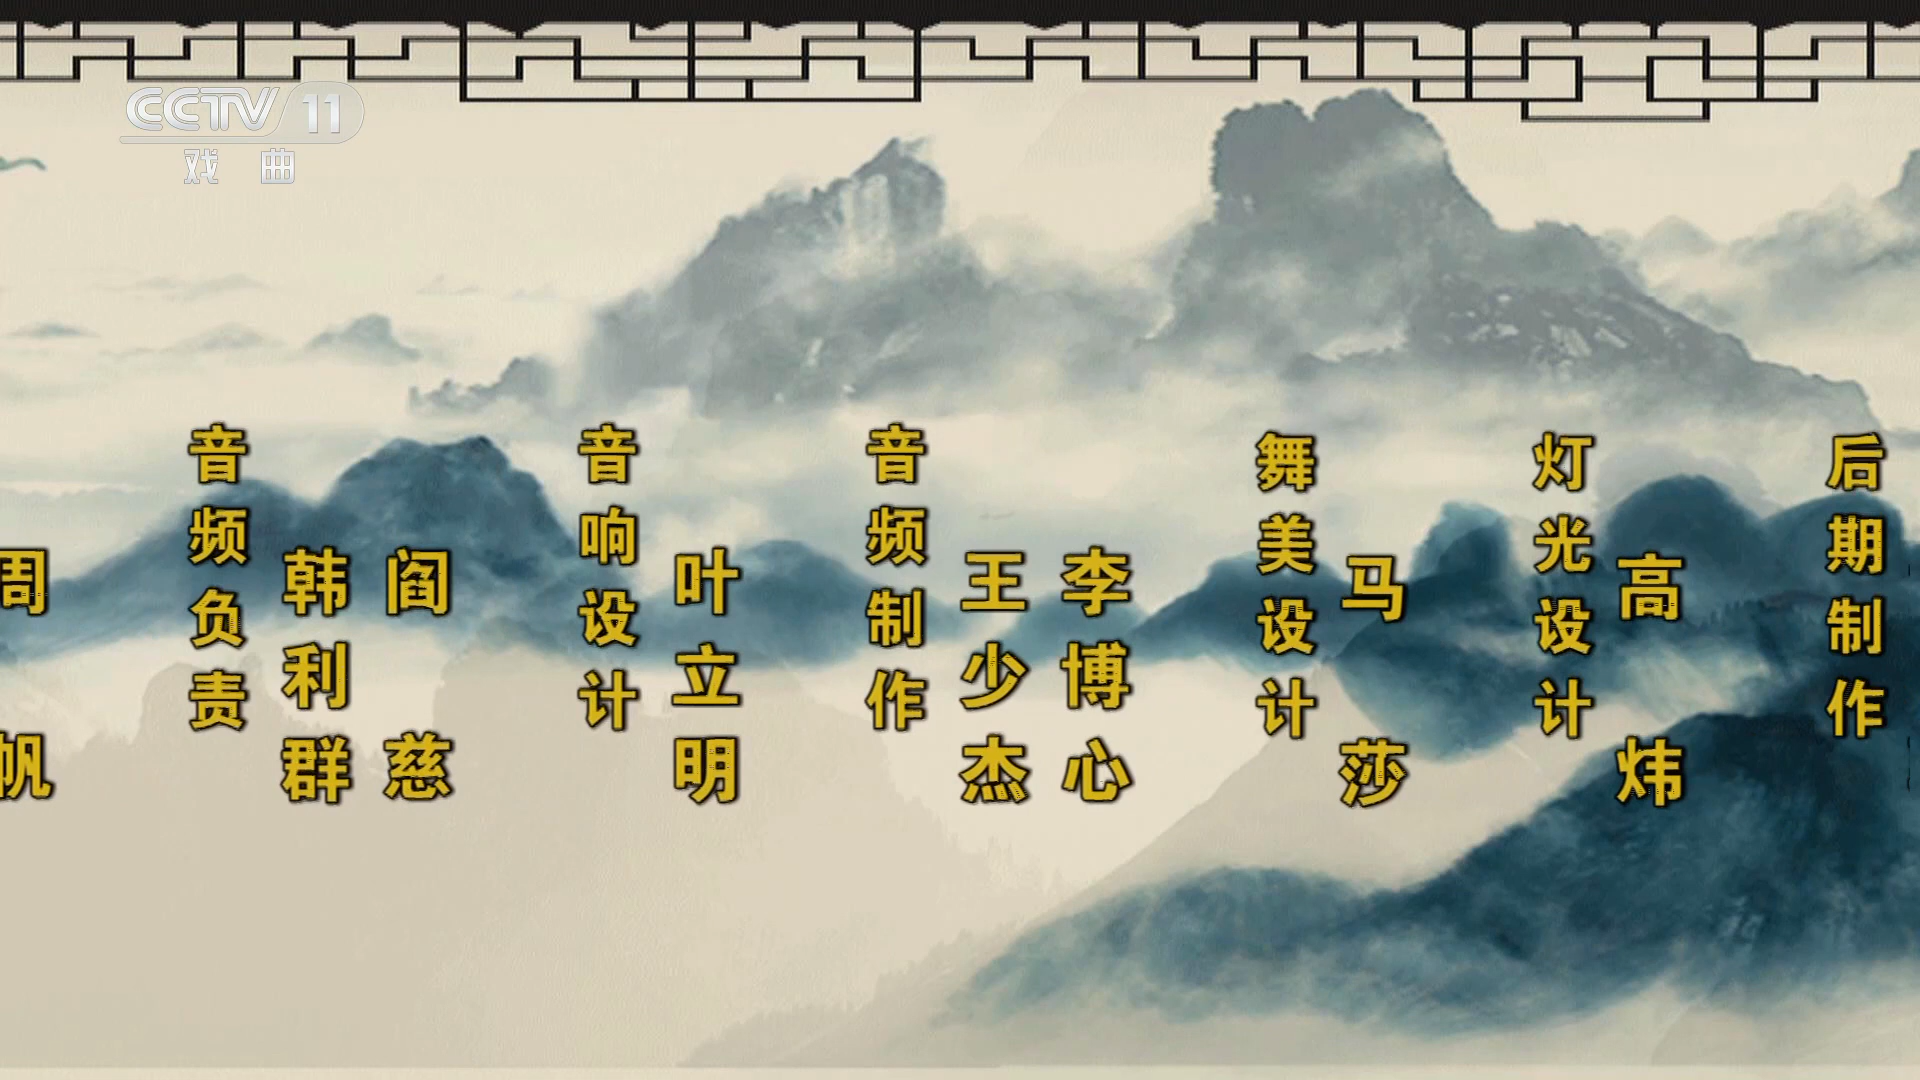 CCTV 11
戏曲
周帆
音频负责
韩利群
阎慈
音响设计
叶立明
音频制作
王少杰
李博心
舞美设计
马莎
灯光设计
高炜
后期制作